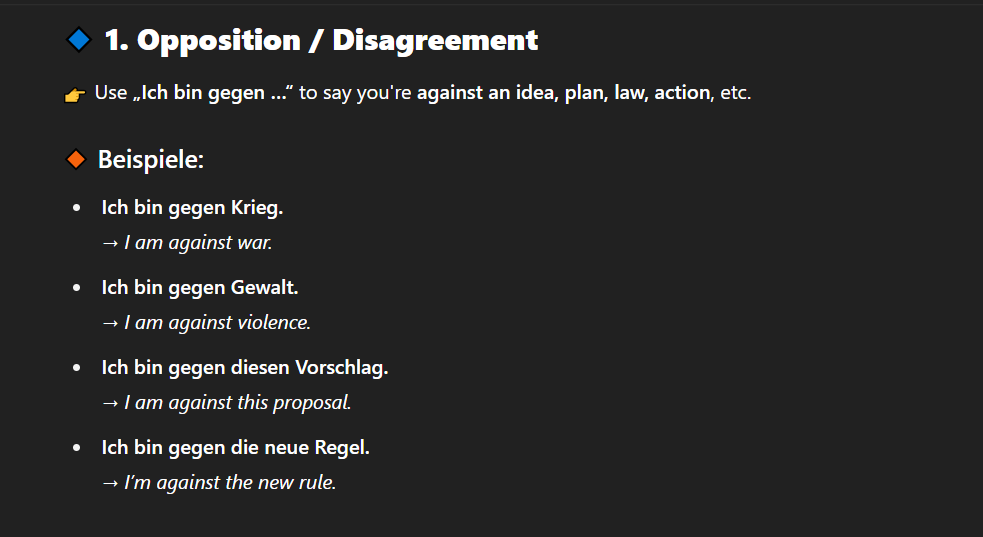 🔷 1. Opposition / Disagreement
👉 Use „Ich bin gegen …“ to say you're against an idea, plan, law, action, etc.
🔶 Beispiele:
• Ich bin gegen Krieg.
→ I am against war.
• Ich bin gegen Gewalt.
→ I am against violence.
• Ich bin gegen diesen Vorschlag.
→ I am against this proposal.
• Ich bin gegen die neue Regel.
→ I’m against the new rule.